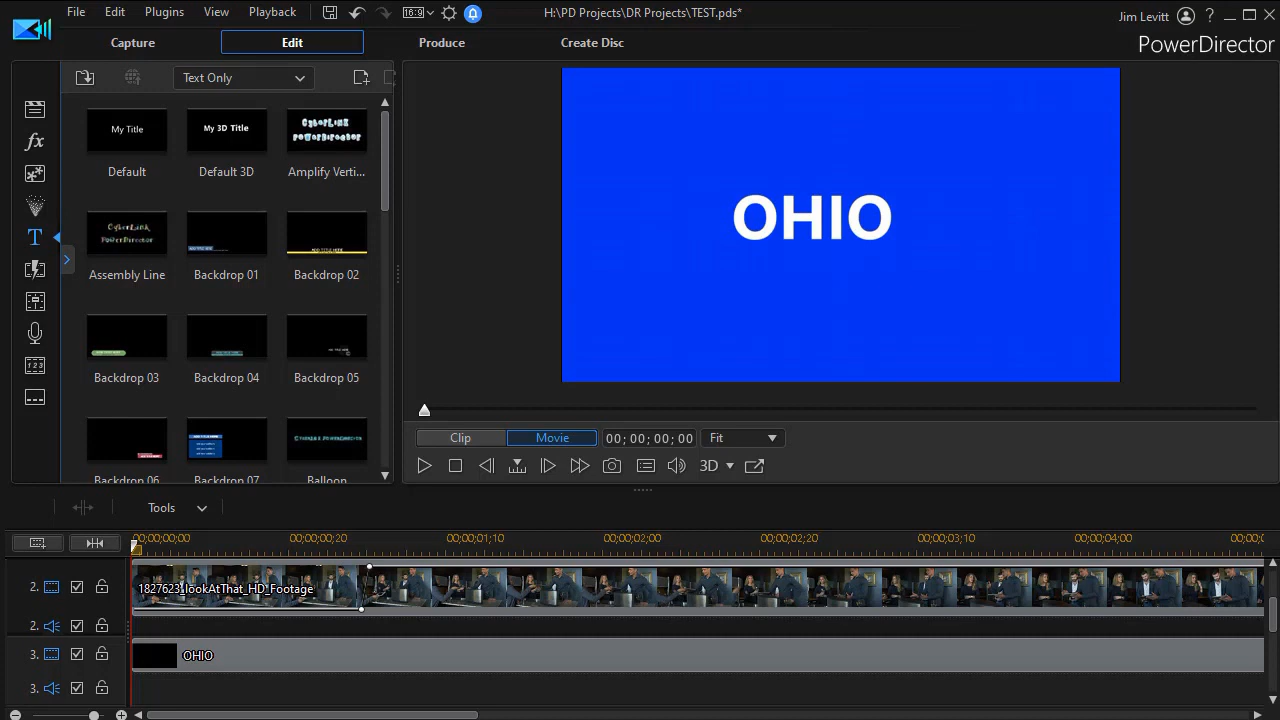 File Edit Plugins View Playback 16:9 H:\PD Projects\DR Projects\TEST.pds* Jim Levitt ?
Capture Edit Produce Create Disc PowerDirector
Text Only
My Title My 3D Title CyberLink PowerDirector
Default Default 3D Amplify Verti...
CyberLink PowerDirector
Assembly Line Backdrop 01 Backdrop 02
Backdrop 03 Backdrop 04 Backdrop 05
Backdrop 06 Backdrop 07 Balloon
OHIO
Clip Movie 00; 00; 00; 00 Fit
3D
Tools
00;00;00;00 00;00;00;20 00;00;01;10 00;00;02;00 00;00;02;20 00;00;03;10 00;00;04;00
2. 1827623_lookAtThat_HD_Footage
2.
3. OHIO
3.